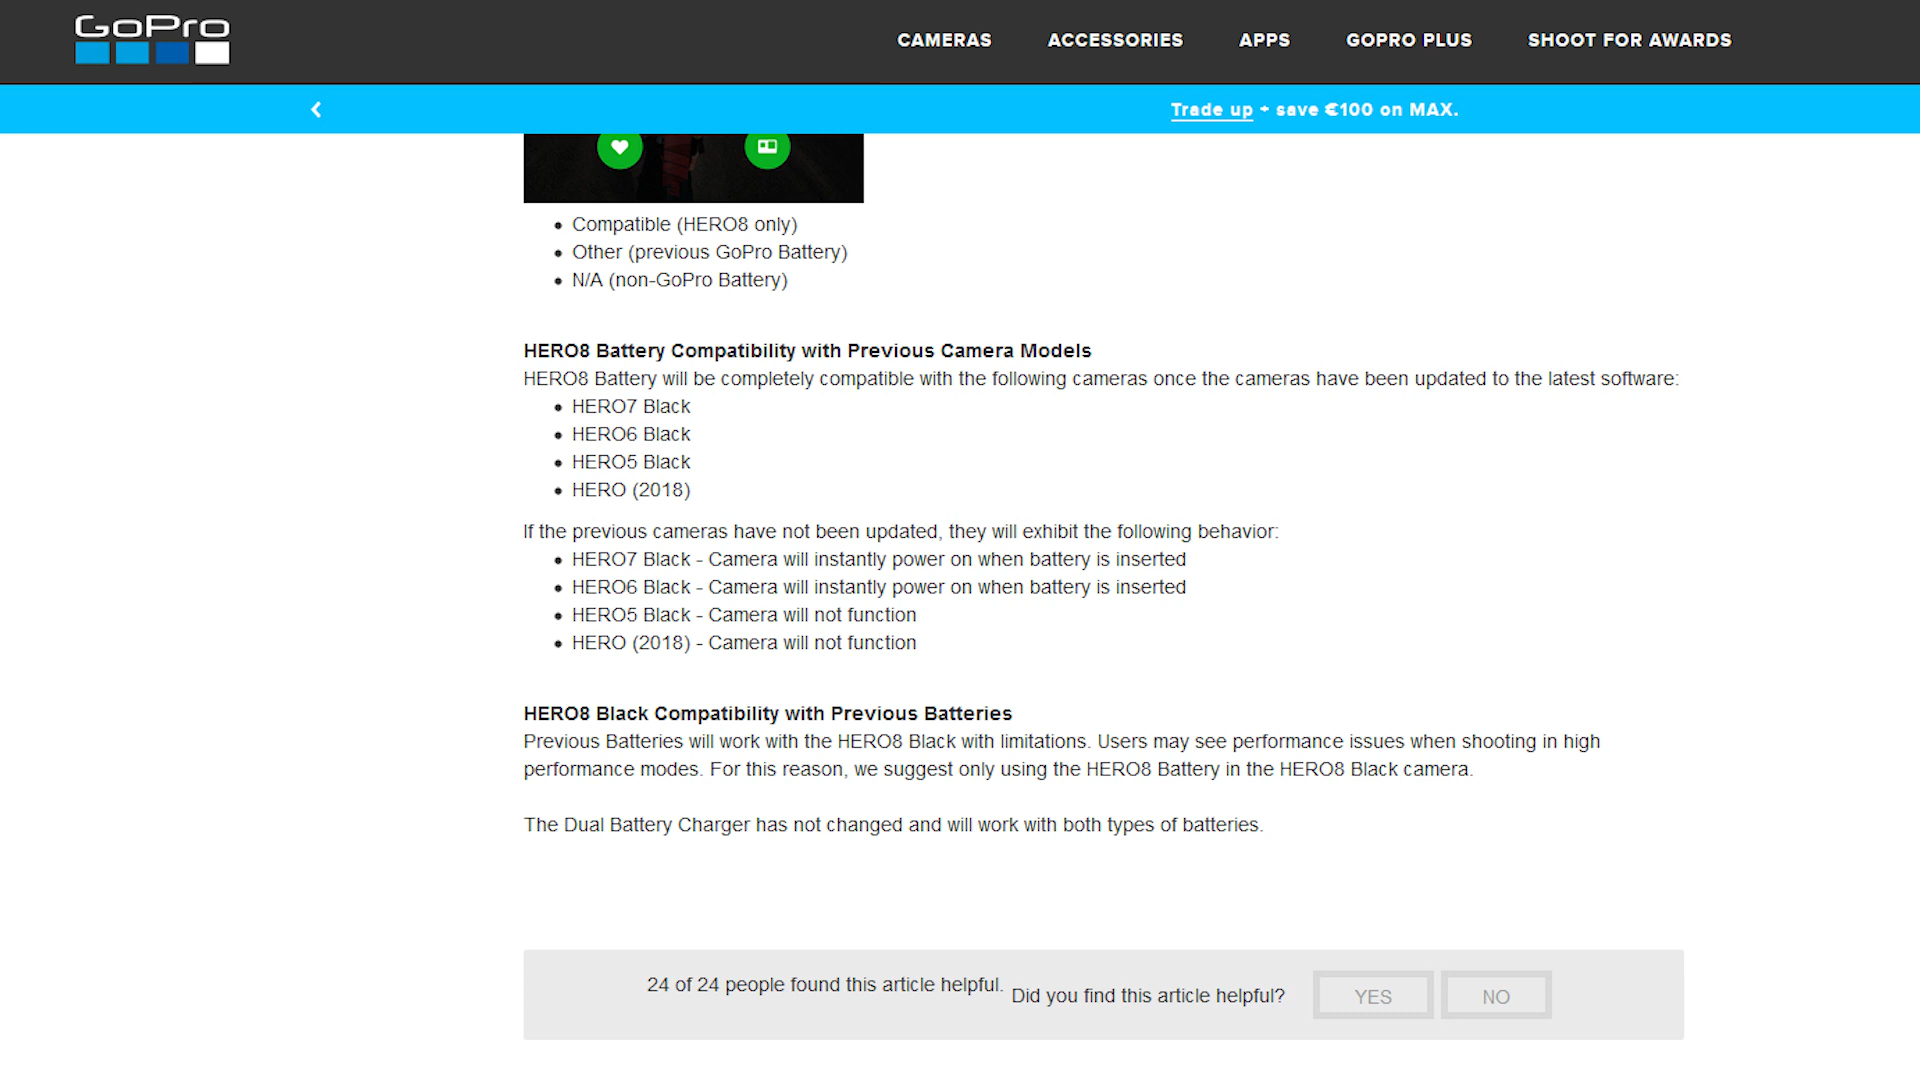 GoPro
CAMERAS ACCESSORIES APPS GOPRO PLUS SHOOT FOR AWARDS
Trade up + save €100 on MAX.
• Compatible (HERO8 only)
• Other (previous GoPro Battery)
• N/A (non-GoPro Battery)
HERO8 Battery Compatibility with Previous Camera Models
HERO8 Battery will be completely compatible with the following cameras once the cameras have been updated to the latest software:
• HERO7 Black
• HERO6 Black
• HERO5 Black
• HERO (2018)
If the previous cameras have not been updated, they will exhibit the following behavior:
• HERO7 Black - Camera will instantly power on when battery is inserted
• HERO6 Black - Camera will instantly power on when battery is inserted
• HERO5 Black - Camera will not function
• HERO (2018) - Camera will not function
HERO8 Black Compatibility with Previous Batteries
Previous Batteries will work with the HERO8 Black with limitations. Users may see performance issues when shooting in high
performance modes. For this reason, we suggest only using the HERO8 Battery in the HERO8 Black camera.
The Dual Battery Charger has not changed and will work with both types of batteries.
24 of 24 people found this article helpful. Did you find this article helpful? YES NO